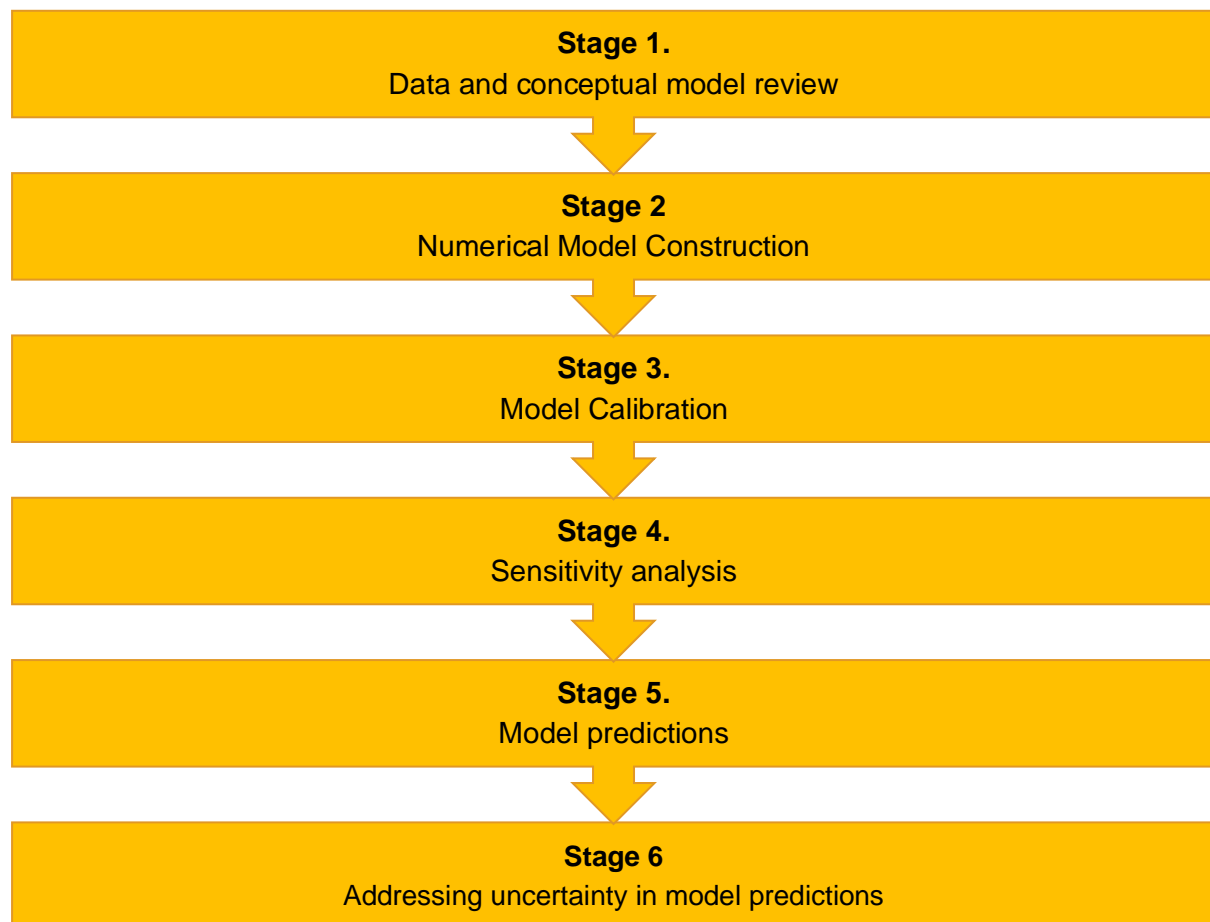 Stage 1.
Data and conceptual model review
Stage 2
Numerical Model Construction
Stage 3.
Model Calibration
Stage 4.
Sensitivity analysis
Stage 5.
Model predictions
Stage 6
Addressing uncertainty in model predictions